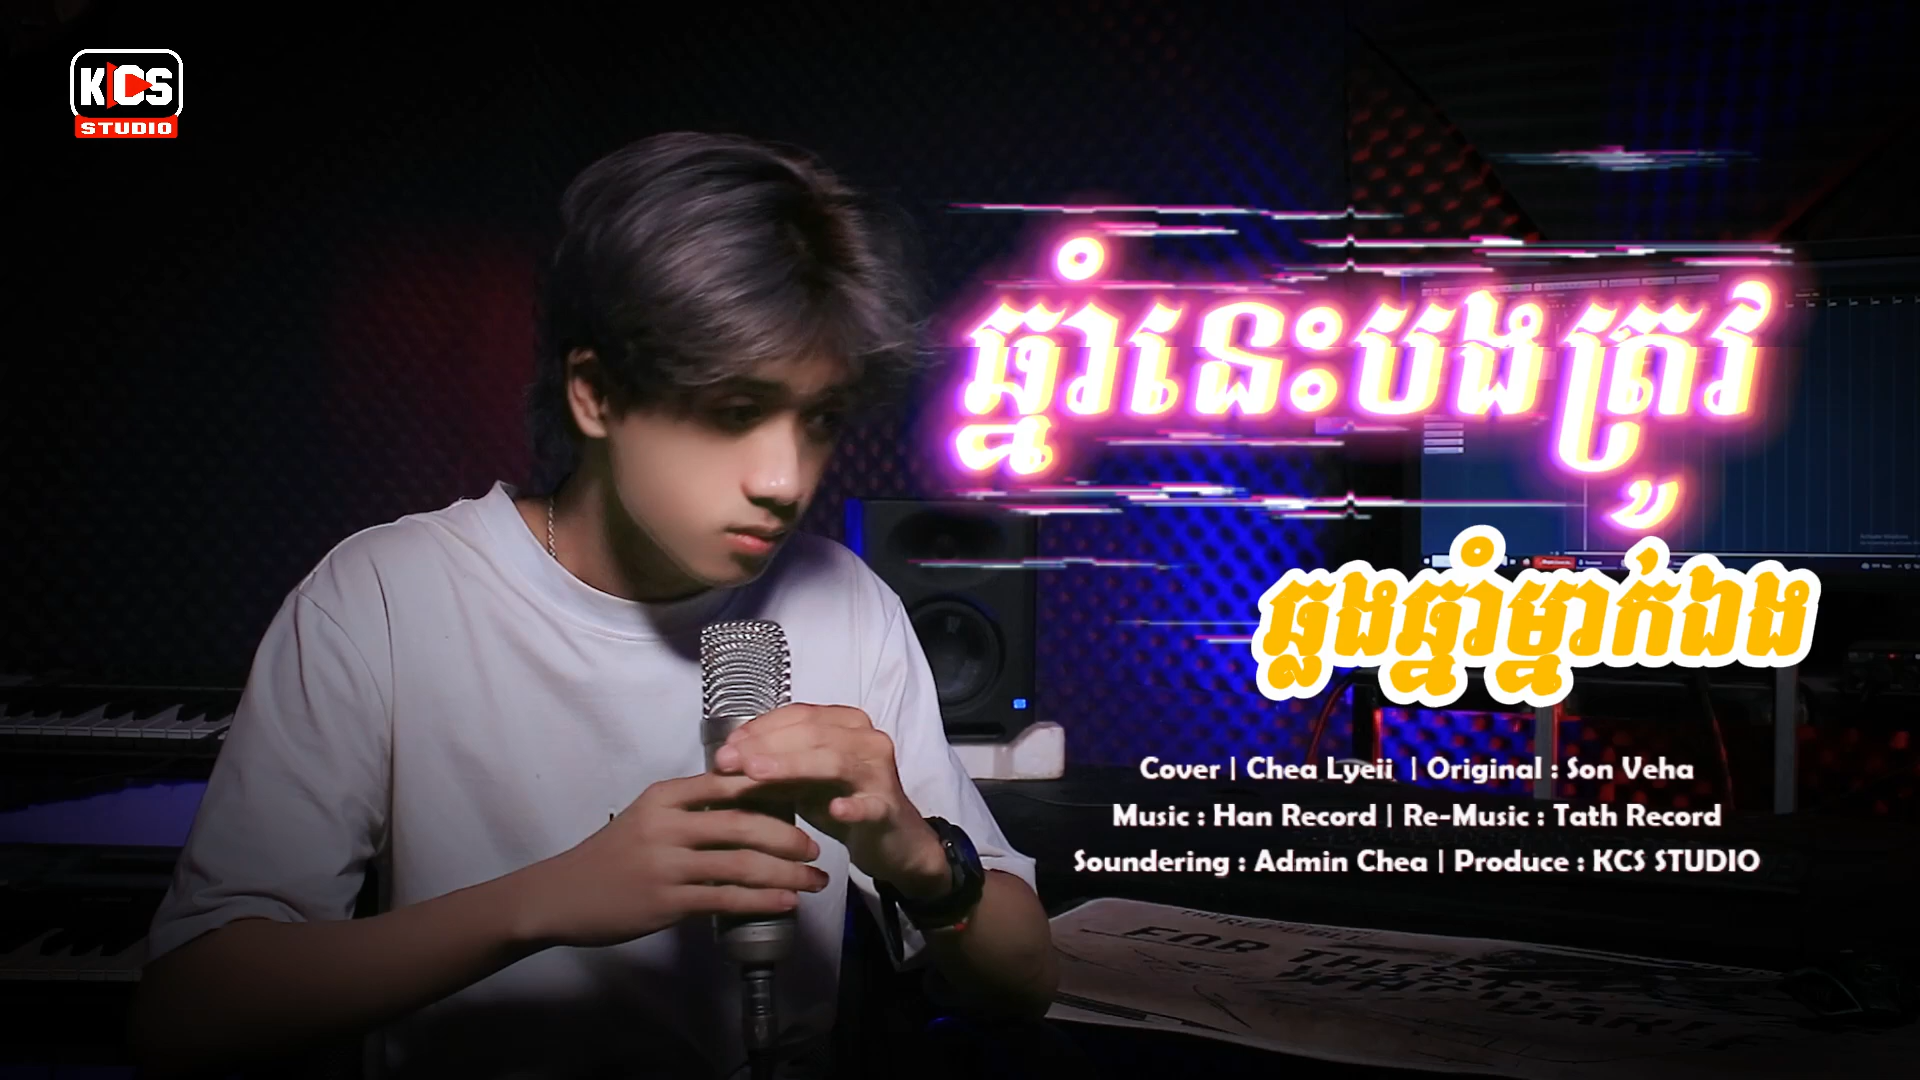 KCS
STUDIO
ឆ្នាំនេះបងត្រូវ
ឆ្លងឆ្នាំម្នាក់ឯង
Cover | Chea Lyeii | Original : Son Veha
Music : Han Record | Re-Music : Tath Record
Soundering : Admin Chea | Produce : KCS STUDIO